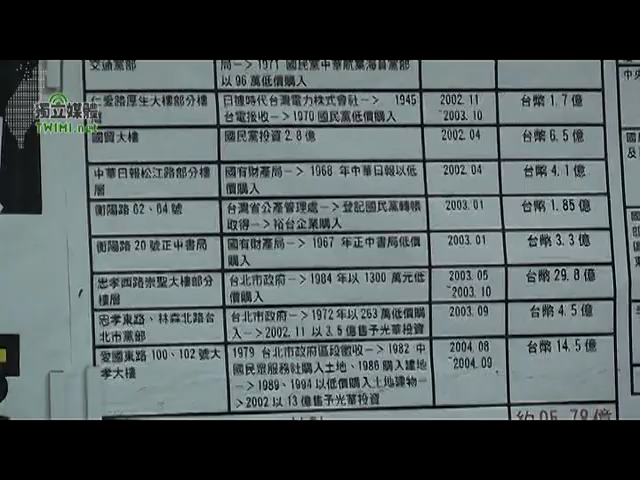 交通黨部
局—> 1971 國民黨中華航業海員黨部
以 96 萬低價購入
獨立媒體
TWIMI.net
仁愛路厚生大樓部分樓
日據時代台灣電力株式會社—> 1945
台電接收—> 1970 國民黨低價購入
2002.11
~2003.10
台幣 1.7 億
國貿大樓
國民黨投資 2.8 億
2002.04
台幣 6.5 億
中華日報松江路部分樓
層
國有財產局—> 1968 年中華日報以低
價購入
2002.04
台幣 4.1 億
衡陽路 62、64 號
台灣省公產管理處—> 登記國民黨轉帳
取得—> 裕台企業購入
2003.01
台幣 1.85 億
衡陽路 20 號正中書局
國有財產局—> 1967 年正中書局低價
購入
2003.01
台幣 3.3 億
忠孝西路崇聖大樓部分
樓層
台北市政府—> 1984 年以 1300 萬元低
價購入
2003.05
~2003.10
台幣 29.8 億
忠孝東路、林森北路台
北市黨部
台北市政府—> 1972 年以 253 萬低價購
入—> 2002.11 以 3.5 億售予光華投資
2003.09
台幣 4.5 億
愛國東路 100、102 號大
孝大樓
1979 台北市政府區段徵收—> 1982 中
國民眾服務社購入土地、1986 購入建地
—> 1989、1994 以低價購入土地建物—
>2002 以 13 億售予光華投資
2004.08
~2004.09
台幣 14.5 億